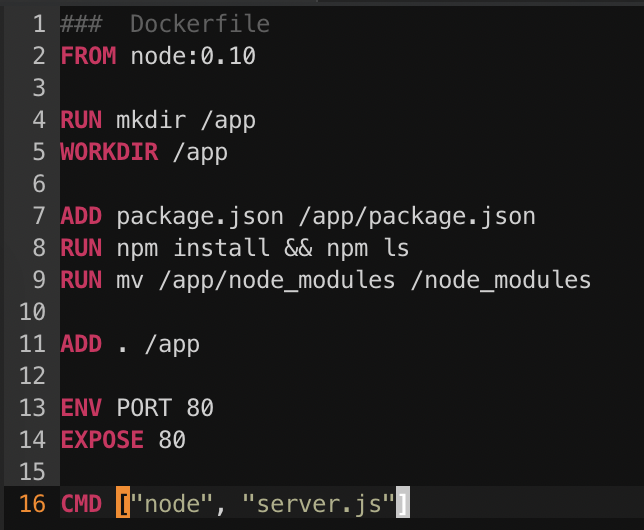 1 ###  Dockerfile
2 FROM node:0.10
3
4 RUN mkdir /app
5 WORKDIR /app
6
7 ADD package.json /app/package.json
8 RUN npm install && npm ls
9 RUN mv /app/node_modules /node_modules
10
11 ADD . /app
12
13 ENV PORT 80
14 EXPOSE 80
15
16 CMD ["node", "server.js"]